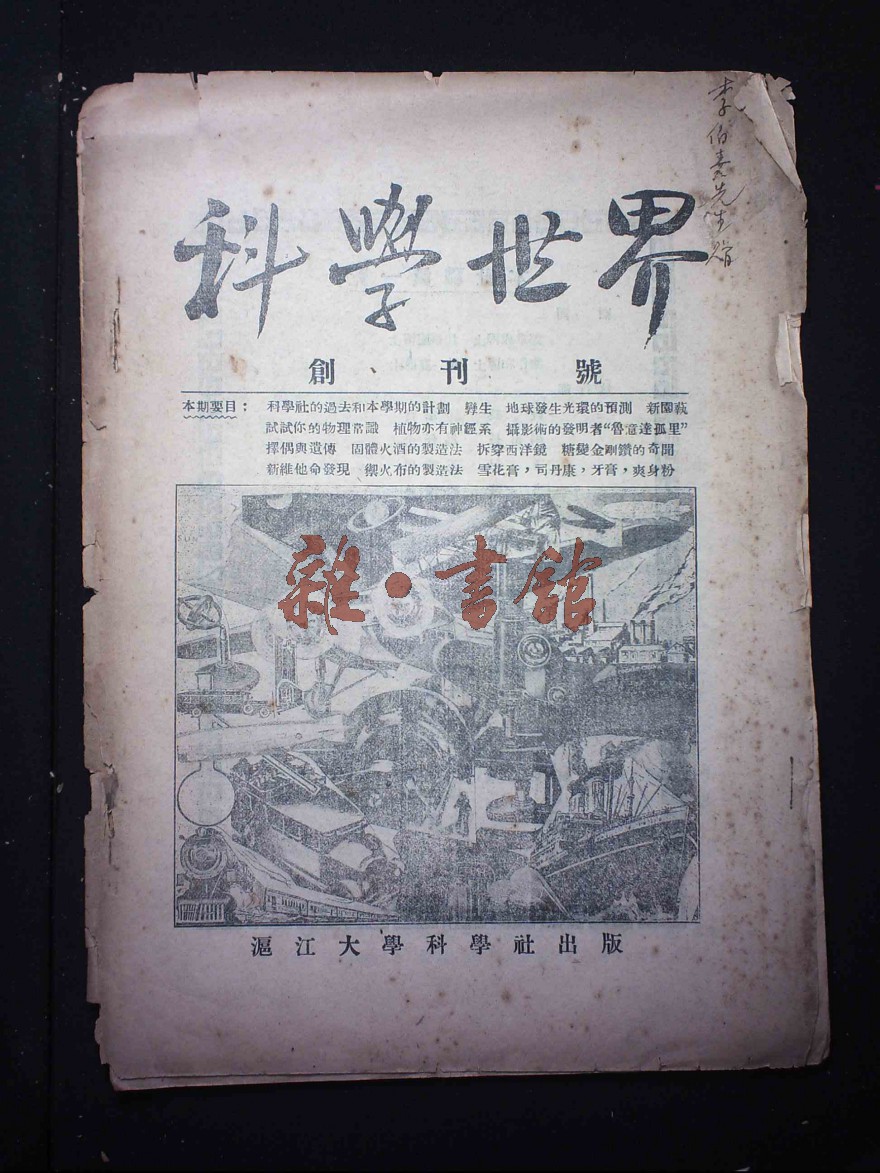 科學世界
創刊號
本期要目： 科學社的過去和本學期的計劃 孿生 地球發生光環的預測 新園蔬
試試你的物理常識 植物亦有神經系 攝影術的發明者“魯意達孤里”
擇偶與遺傳 固體火酒的製造法 拆穿西洋鏡 糖變金剛鑽的奇聞
新維他命發現 禦火布的製造法 雪花膏，司丹康，牙膏，爽身粉
雜·書館
滬江大學科學社出版
李伯嘉先生贈